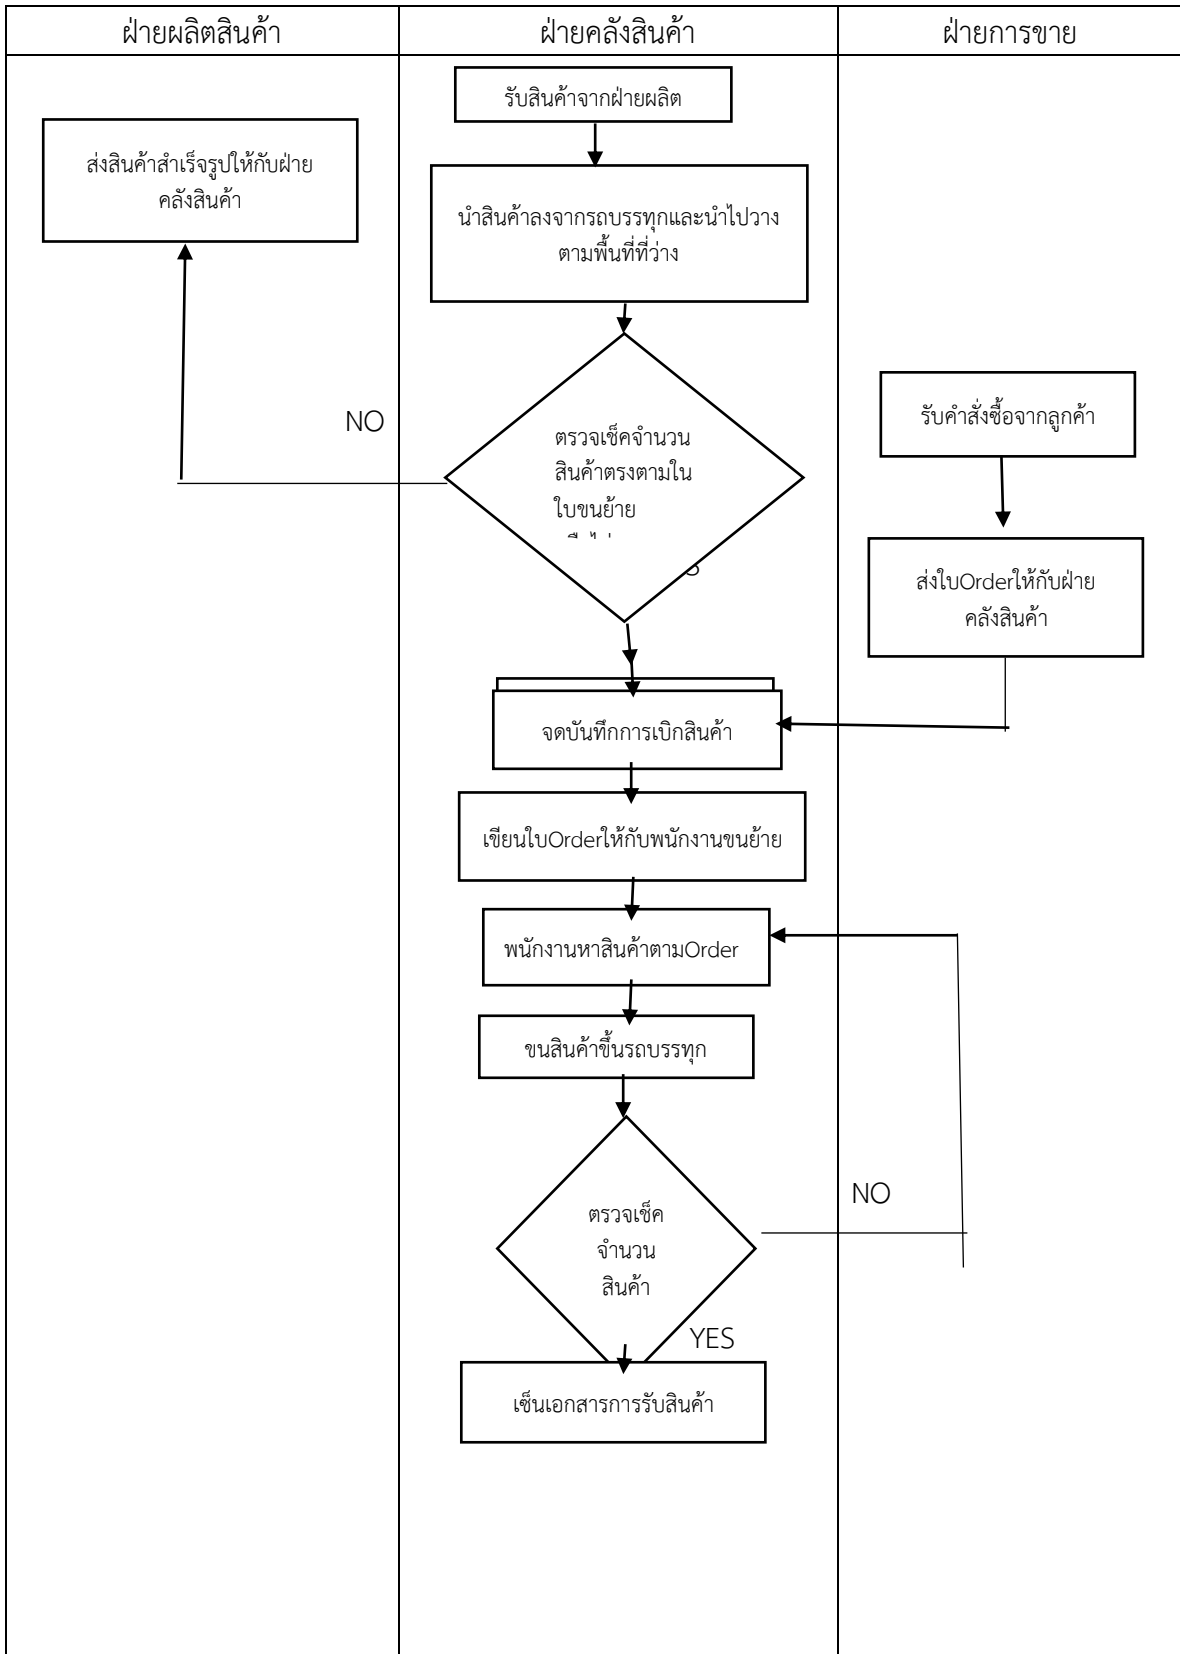 ฝ่ายผลิตสินค้า
ฝ่ายคลังสินค้า
ฝ่ายการขาย
รับสินค้าจากฝ่ายผลิต
ส่งสินค้าสำเร็จรูปให้กับฝ่าย
คลังสินค้า
นำสินค้าลงจากรถบรรทุกและนำไปวาง
ตามพื้นที่ที่ว่าง
NO
ตรวจเช็คจำนวน
สินค้าตรงตามใน
ใบขนย้าย
รับคำสั่งซื้อจากลูกค้า
ส่งใบOrderให้กับฝ่าย
คลังสินค้า
จดบันทึกการเบิกสินค้า
เขียนใบOrderให้กับพนักงานขนย้าย
พนักงานหาสินค้าตามOrder
ขนสินค้าขึ้นรถบรรทุก
NO
ตรวจเช็ค
จำนวน
สินค้า
YES
เซ็นเอกสารการรับสินค้า